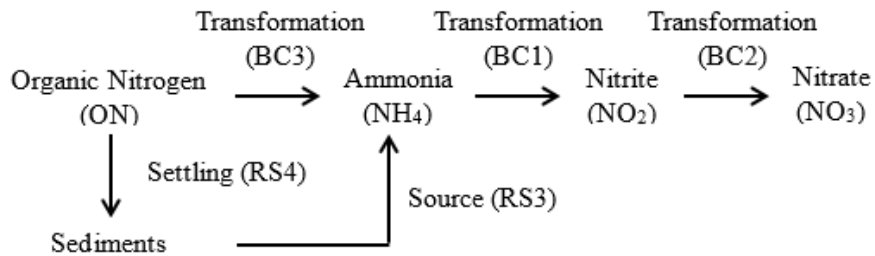 Transformation Transformation Transformation
(BC3) (BC1) (BC2)
Organic Nitrogen Ammonia Nitrite Nitrate
(ON) (NH4) (NO2) (NO3)
Settling (RS4)
Source (RS3)
Sediments